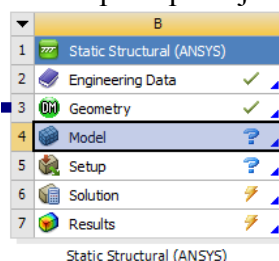 B
1 Static Structural (ANSYS)
2 Engineering Data
3 DM Geometry
4 Model ?
5 Setup ?
6 Solution
7 Results
Static Structural (ANSYS)